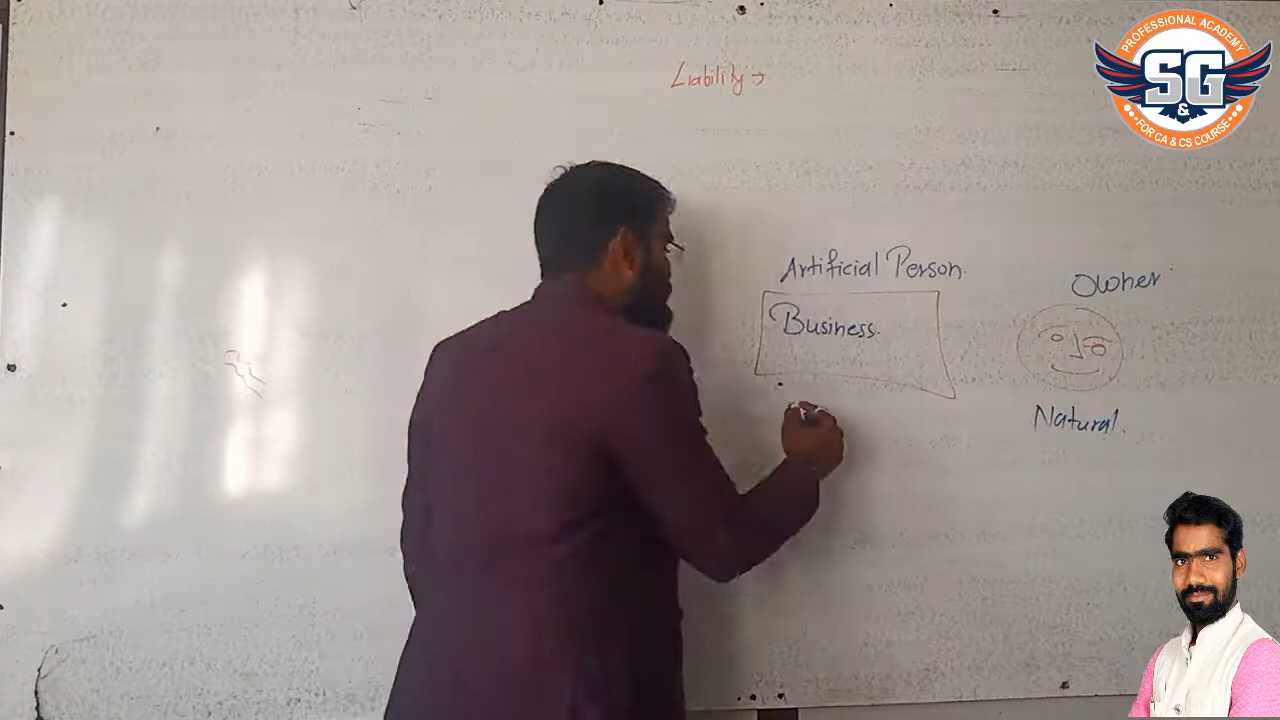 Liability :->
PROFESSIONAL ACADEMY
SG
&
FOR CA & CS COURSE
Artificial Person
Owner
Business.
Natural.